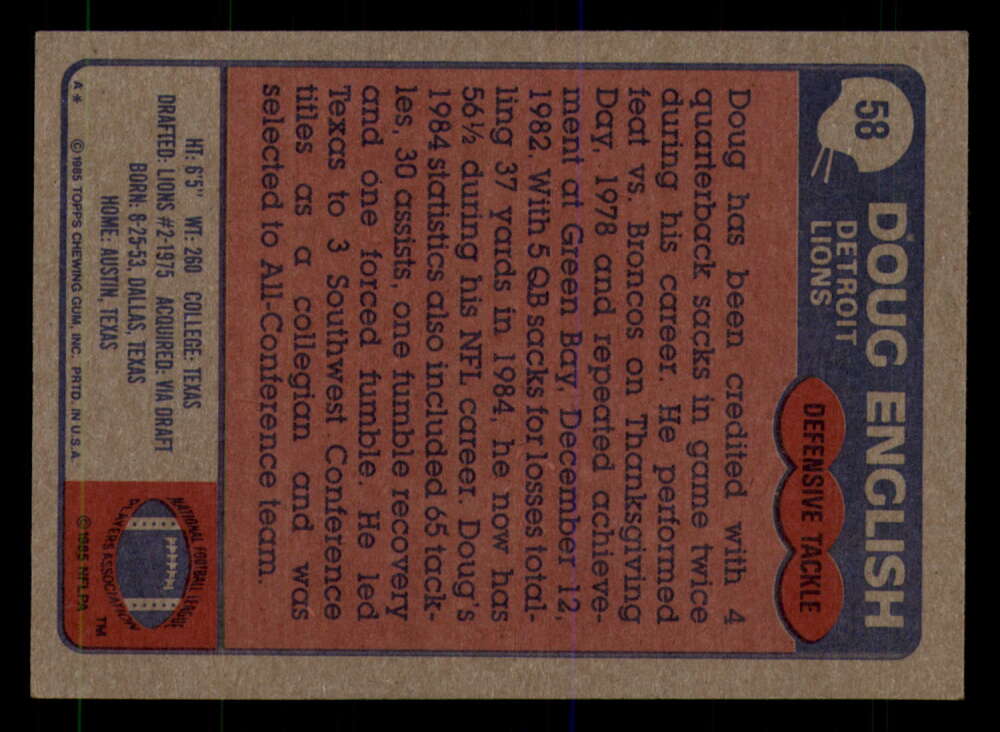 58
DOUG ENGLISH
DETROIT
LIONS
DEFENSIVE TACKLE
Doug has been credited with 4
quarterback sacks in game twice
during his career. He performed
feat vs. Broncos on Thanksgiving
Day, 1978 and repeated achieve-
ment at Green Bay, December 12,
1982. With 5 QB sacks for losses total-
ling 37 yards in 1984, he now has
56½ during his NFL career. Doug's
1984 statistics also included 65 tack-
les, 30 assists, one fumble recovery
and one forced fumble. He led
Texas to 3 Southwest Conference
titles as a collegian and was
selected to All-Conference team.
HT: 6'5" WT: 260 COLLEGE: TEXAS
DRAFTED: LIONS #2-1975 ACQUIRED: VIA DRAFT
BORN: 8-25-53, DALLAS, TEXAS
HOME: AUSTIN, TEXAS
A* © 1985 TOPPS CHEWING GUM, INC. PRTD. IN U.S.A.
NATIONAL FOOTBALL LEAGUE
PLAYERS ASSOCIATION
TM
© 1985 NFLPA